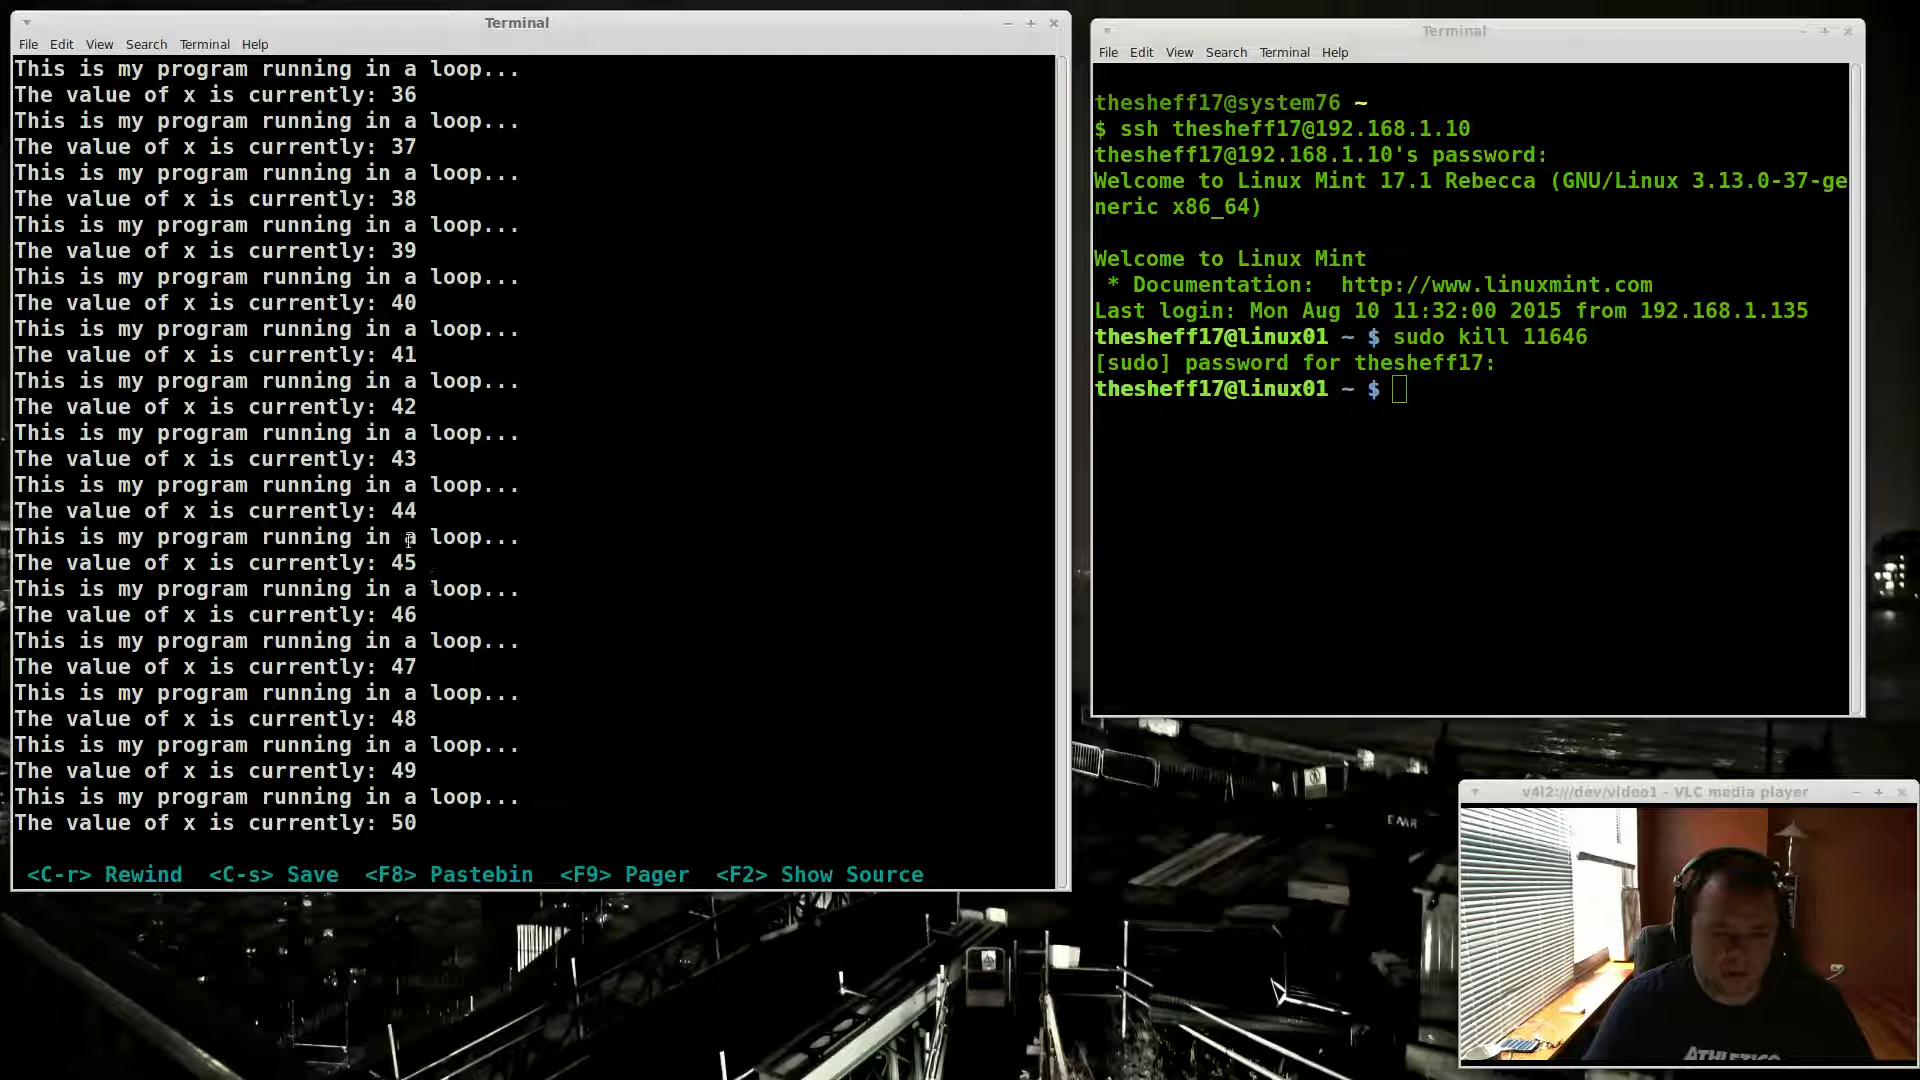 Terminal
File Edit View Search Terminal Help
This is my program running in a loop...
The value of x is currently: 36
This is my program running in a loop...
The value of x is currently: 37
This is my program running in a loop...
The value of x is currently: 38
This is my program running in a loop...
The value of x is currently: 39
This is my program running in a loop...
The value of x is currently: 40
This is my program running in a loop...
The value of x is currently: 41
This is my program running in a loop...
The value of x is currently: 42
This is my program running in a loop...
The value of x is currently: 43
This is my program running in a loop...
The value of x is currently: 44
This is my program running in a loop...
The value of x is currently: 45
This is my program running in a loop...
The value of x is currently: 46
This is my program running in a loop...
The value of x is currently: 47
This is my program running in a loop...
The value of x is currently: 48
This is my program running in a loop...
The value of x is currently: 49
This is my program running in a loop...
The value of x is currently: 50
<C-r> Rewind <C-s> Save <F8> Pastebin <F9> Pager <F2> Show Source
Terminal
File Edit View Search Terminal Help
thesheff17@system76 ~
$ ssh thesheff17@192.168.1.10
thesheff17@192.168.1.10's password:
Welcome to Linux Mint 17.1 Rebecca (GNU/Linux 3.13.0-37-ge
neric x86_64)
Welcome to Linux Mint
* Documentation: http://www.linuxmint.com
Last login: Mon Aug 10 11:32:00 2015 from 192.168.1.135
thesheff17@linux01 ~ $ sudo kill 11646
[sudo] password for thesheff17:
thesheff17@linux01 ~ $
v4l2:///dev/video1 - VLC media player